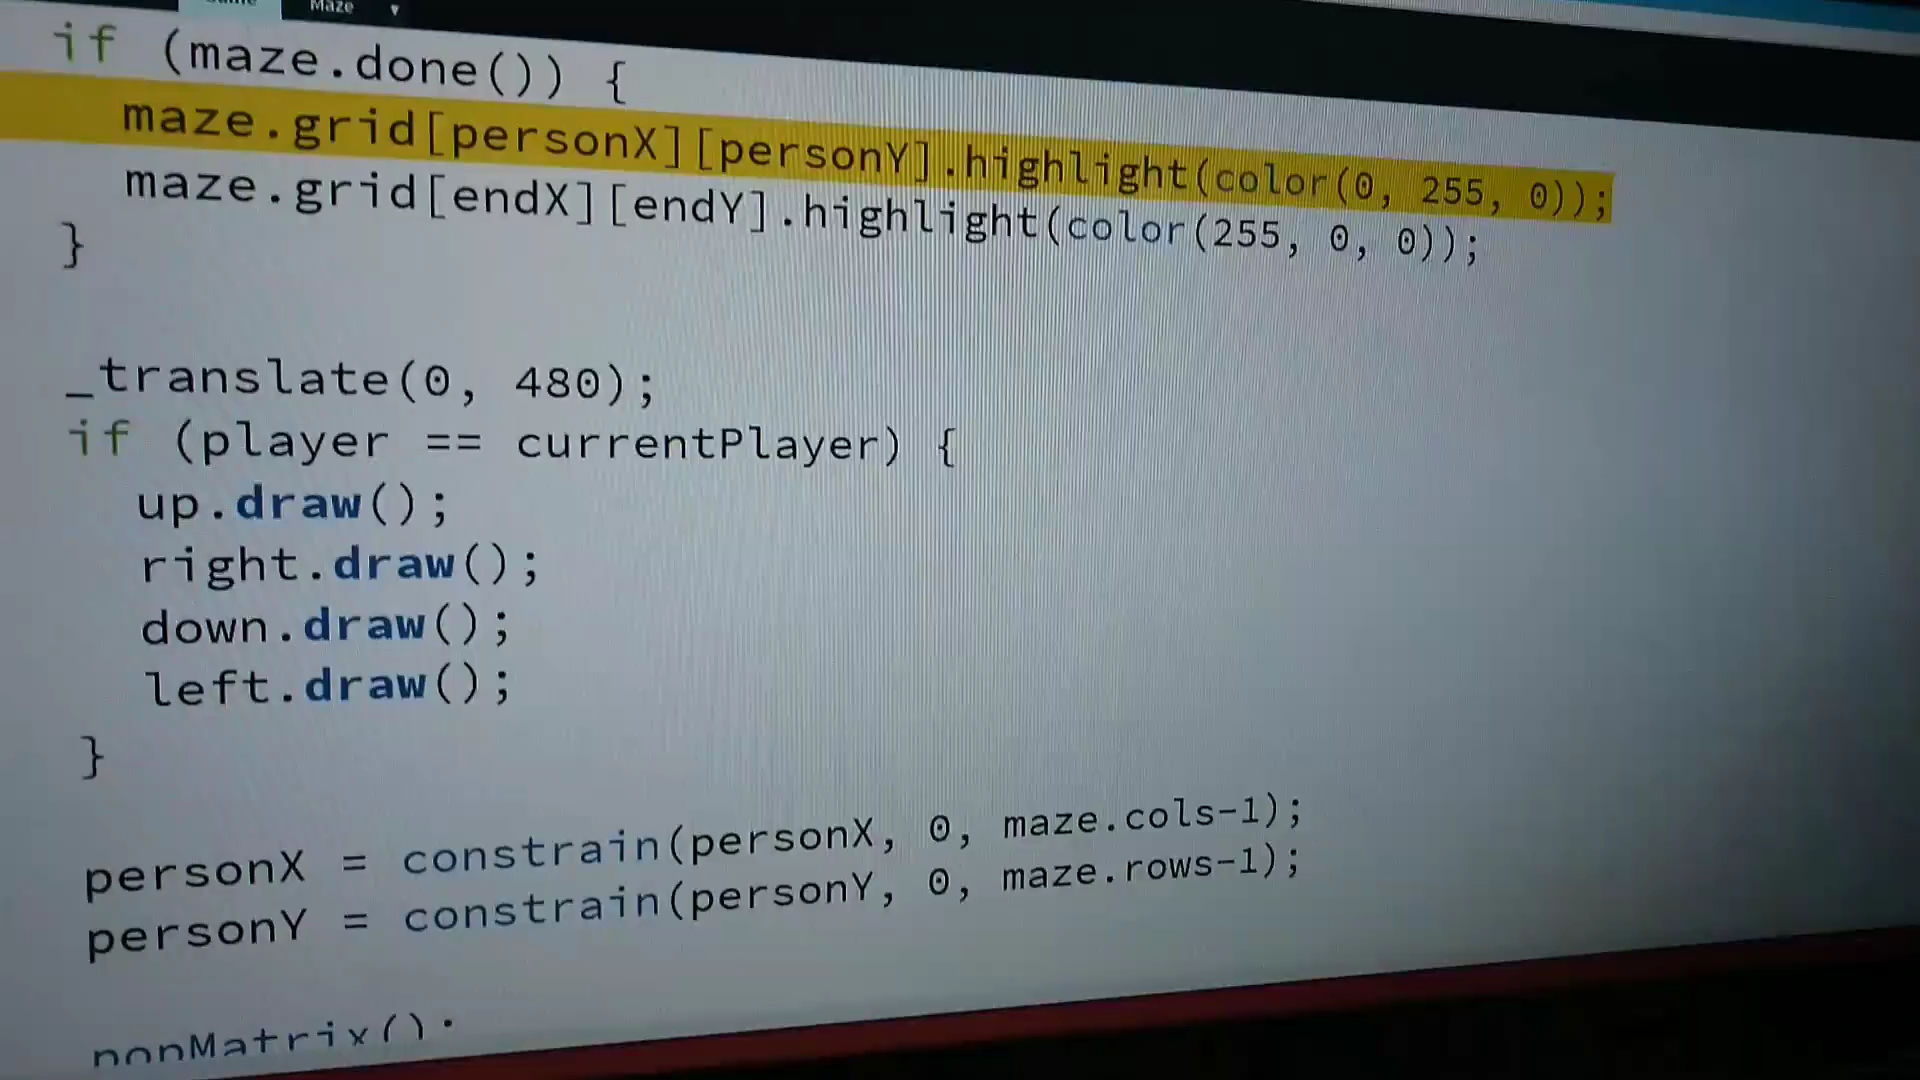 Maze ▼
if (maze.done()) {
maze.grid[personX][personY].highlight(color(0, 255, 0));
maze.grid[endX][endY].highlight(color(255, 0, 0));
}
_translate(0, 480);
if (player == currentPlayer) {
up.draw();
right.draw();
down.draw();
left.draw();
}
personX = constrain(personX, 0, maze.cols-1);
personY = constrain(personY, 0, maze.rows-1);
popMatrix();